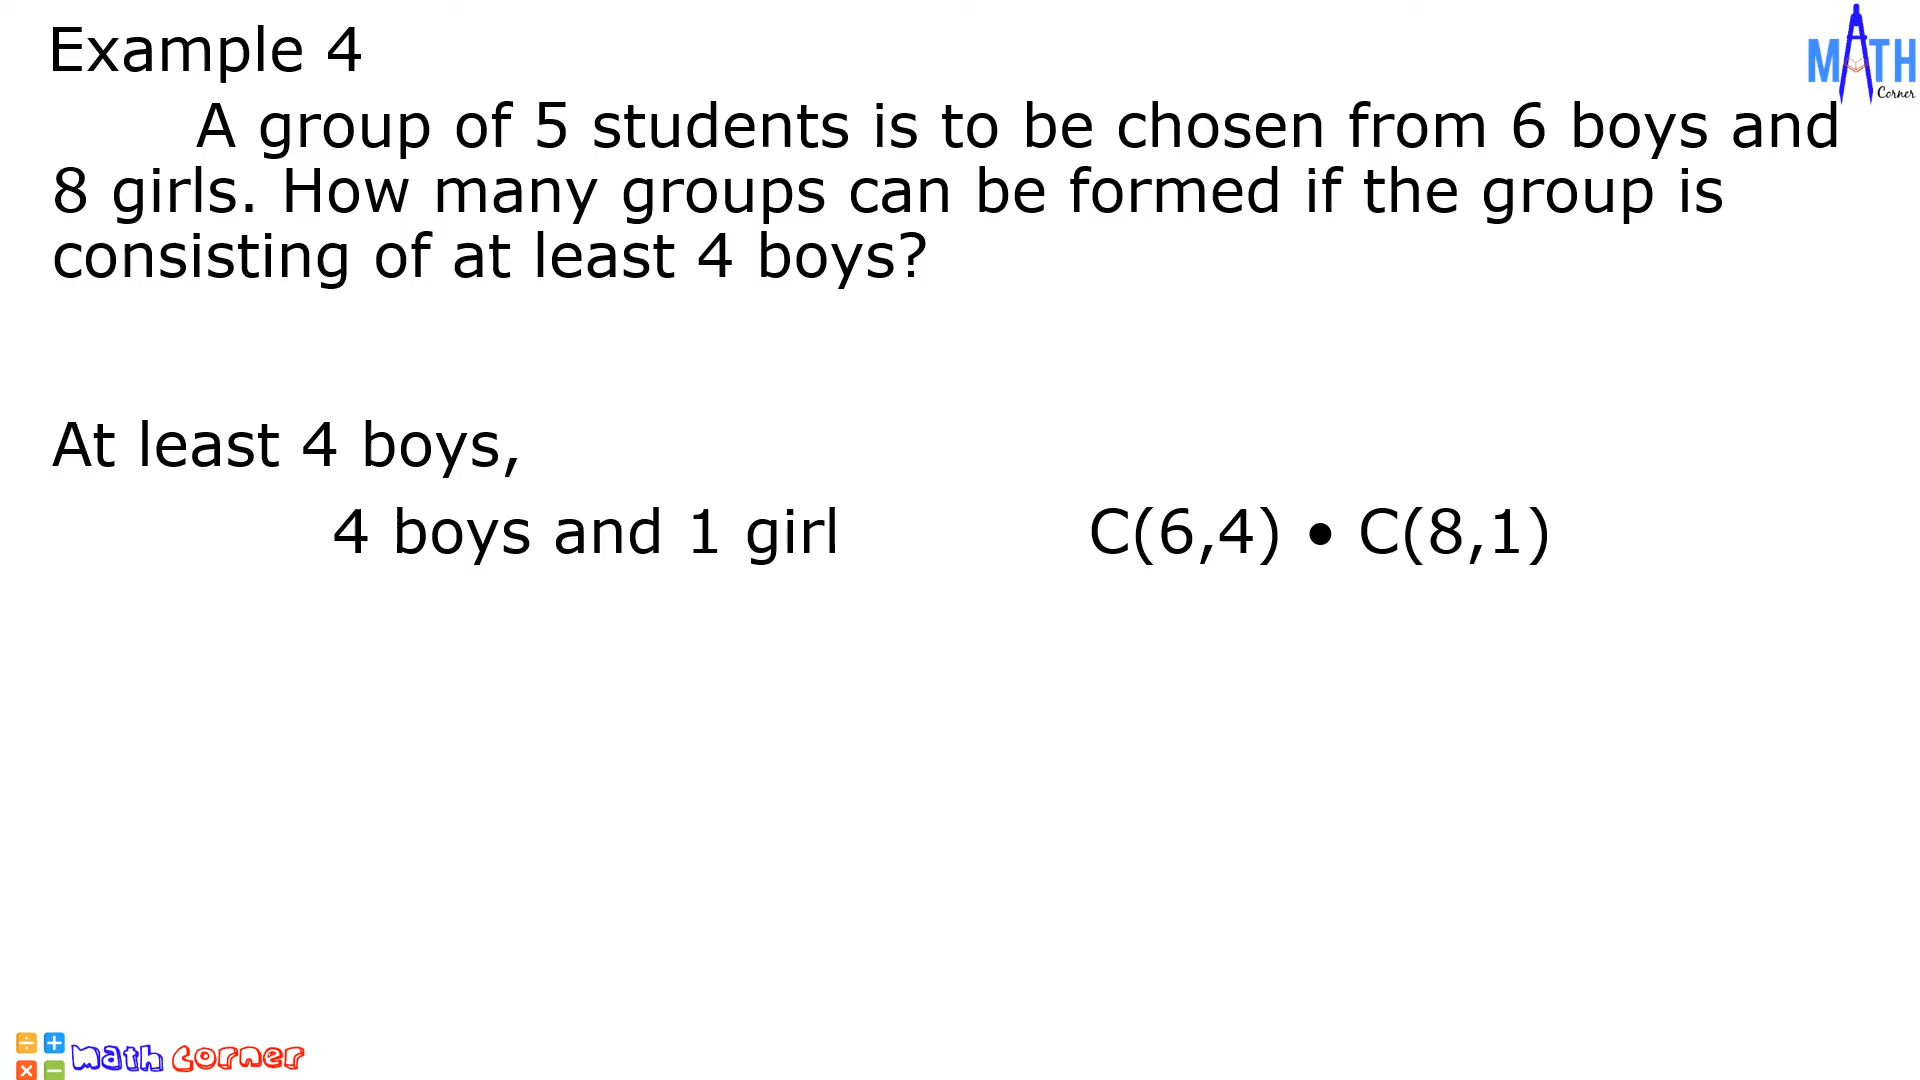 Example 4
MATH
Corner
A group of 5 students is to be chosen from 6 boys and
8 girls. How many groups can be formed if the group is
consisting of at least 4 boys?
At least 4 boys,
4 boys and 1 girl C(6,4) • C(8,1)
÷ + × − math corner